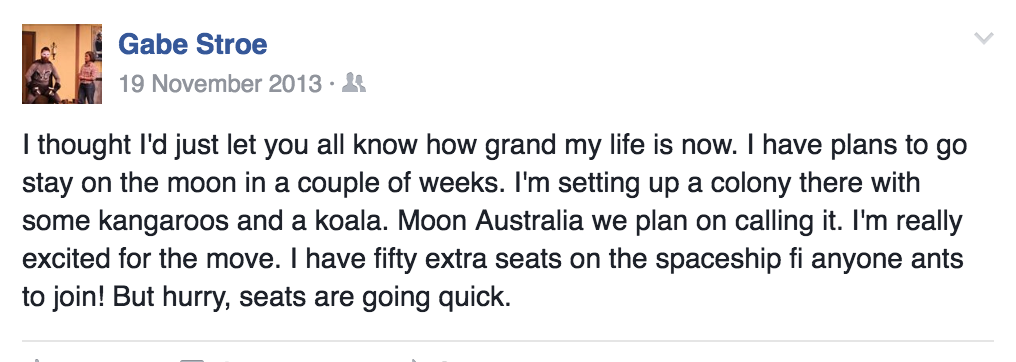 Gabe Stroe
19 November 2013 ·
I thought I'd just let you all know how grand my life is now. I have plans to go
stay on the moon in a couple of weeks. I'm setting up a colony there with
some kangaroos and a koala. Moon Australia we plan on calling it. I'm really
excited for the move. I have fifty extra seats on the spaceship fi anyone ants
to join! But hurry, seats are going quick.